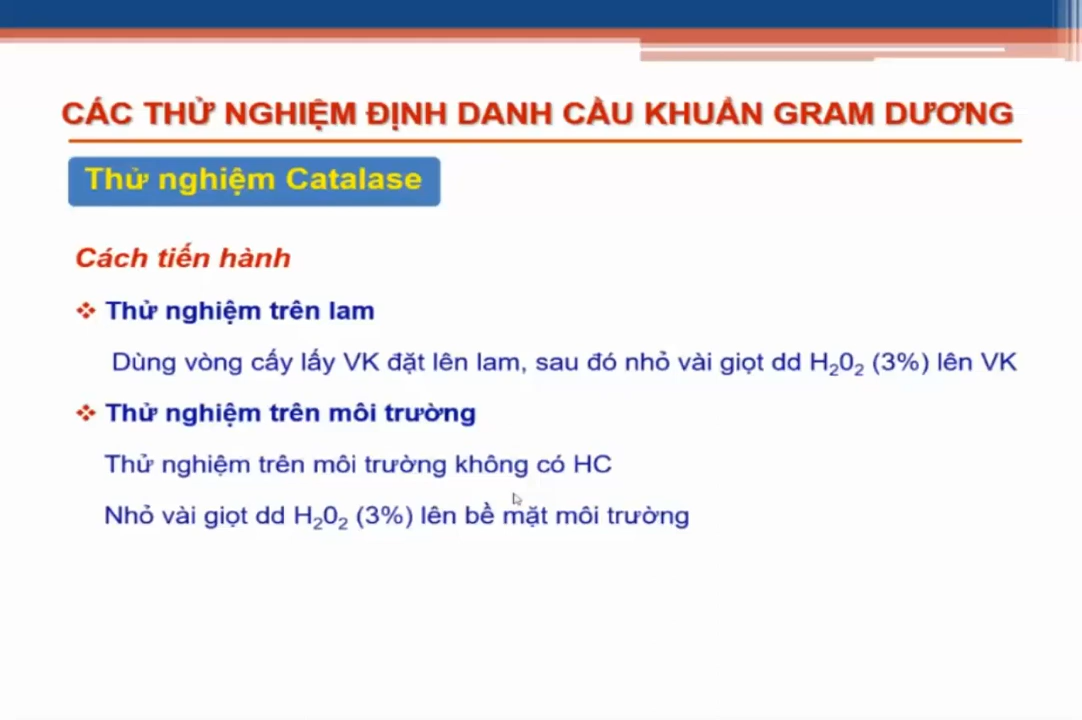 CÁC THỬ NGHIỆM ĐỊNH DANH CẦU KHUẨN GRAM DƯƠNG
Thử nghiệm Catalase
Cách tiến hành
❖ Thử nghiệm trên lam
Dùng vòng cấy lấy VK đặt lên lam, sau đó nhỏ vài giọt dd H₂0₂ (3%) lên VK
❖ Thử nghiệm trên môi trường
Thử nghiệm trên môi trường không có HC
Nhỏ vài giọt dd H₂0₂ (3%) lên bề mặt môi trường